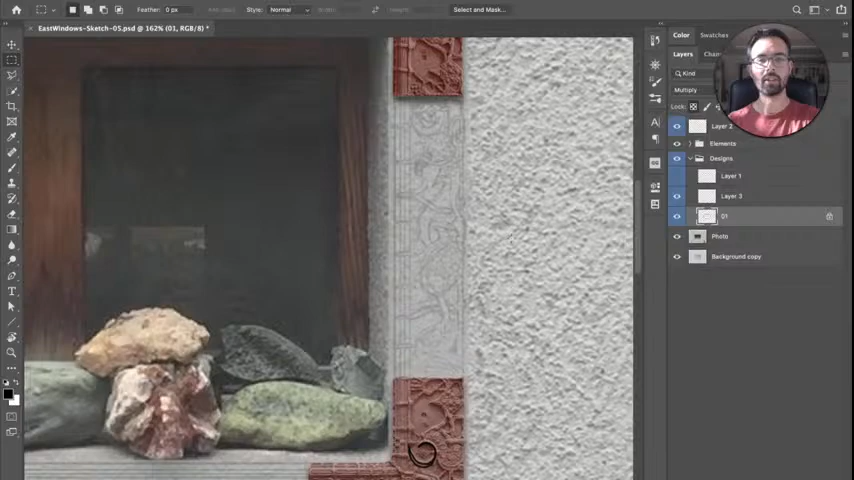 Feather: 0 px
Style: Normal
Select and Mask...
EastWindows-Sketch-05.psd @ 162% (01, RGB/8) *
Color Swatches
Layers
Kind
Multiply
Lock:
Layer 2
Elements
Designs
Layer 1
Layer 3
01
Photo
Background copy